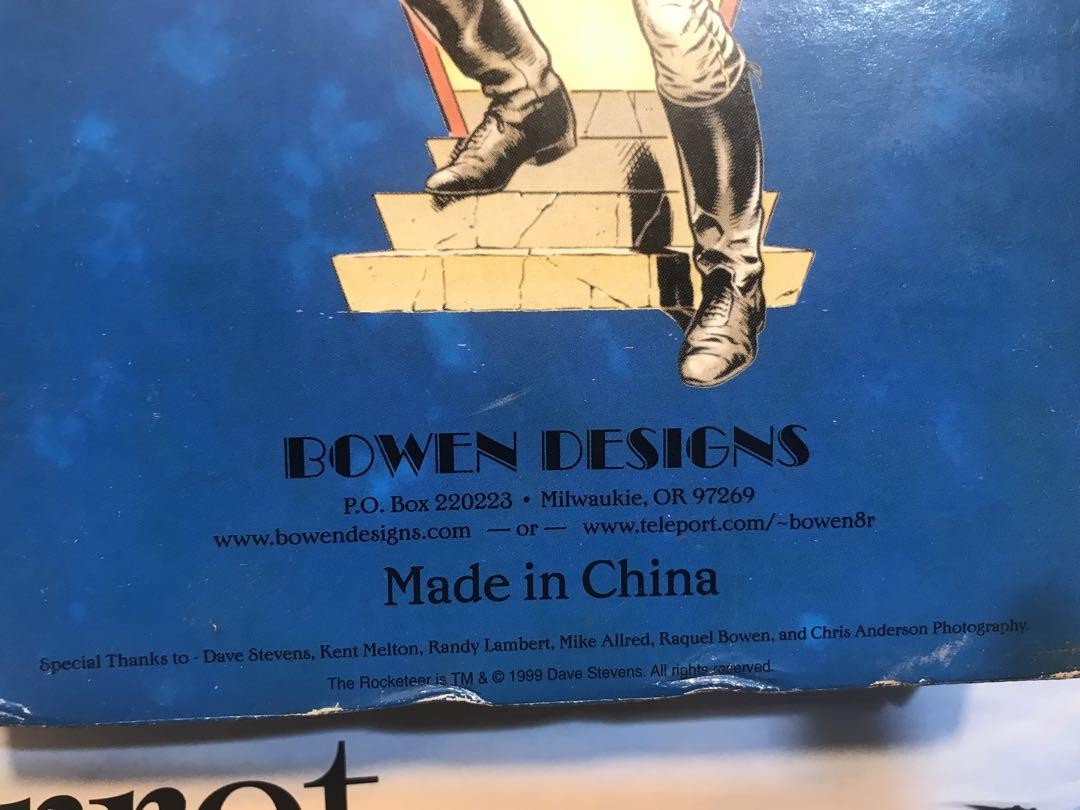 BOWEN DESIGNS
P.O. Box 220223 • Milwaukie, OR 97269
www.bowendesigns.com — or — www.teleport.com/~bowen8r
Made in China
Special Thanks to - Dave Stevens, Kent Melton, Randy Lambert, Mike Allred, Raquel Bowen, and Chris Anderson Photography.
The Rocketeer is TM & © 1999 Dave Stevens. All rights reserved.